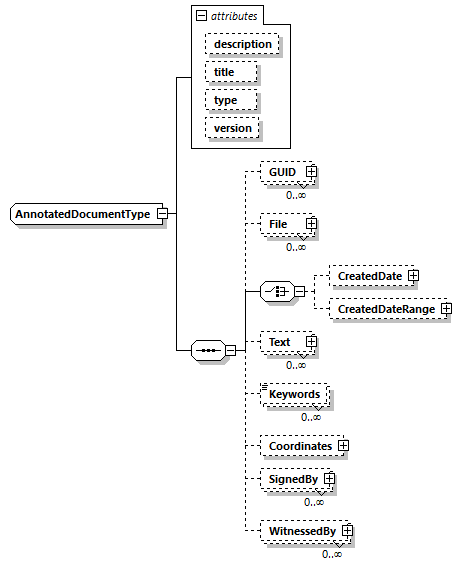 attributes
description
title
type
version
AnnotatedDocumentType
GUID
0..∞
File
0..∞
CreatedDate
CreatedDateRange
Text
0..∞
Keywords
0..∞
Coordinates
SignedBy
0..∞
WitnessedBy
0..∞